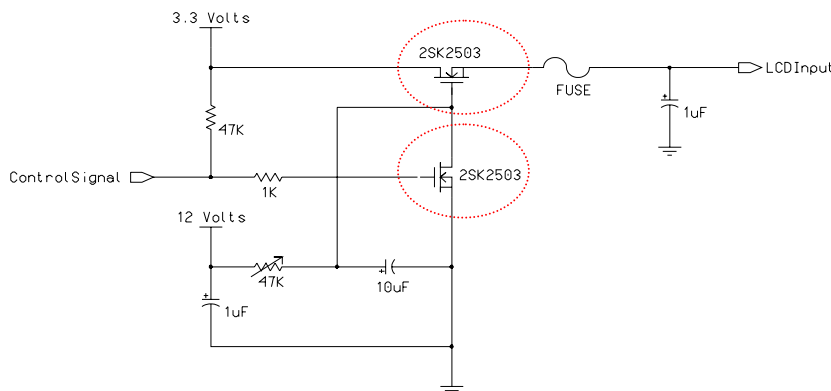 3.3 Volts
2SK2503
LCDInput
FUSE
1uF
47K
ControlSignal
1K
2SK2503
12 Volts
47K
10uF
1uF